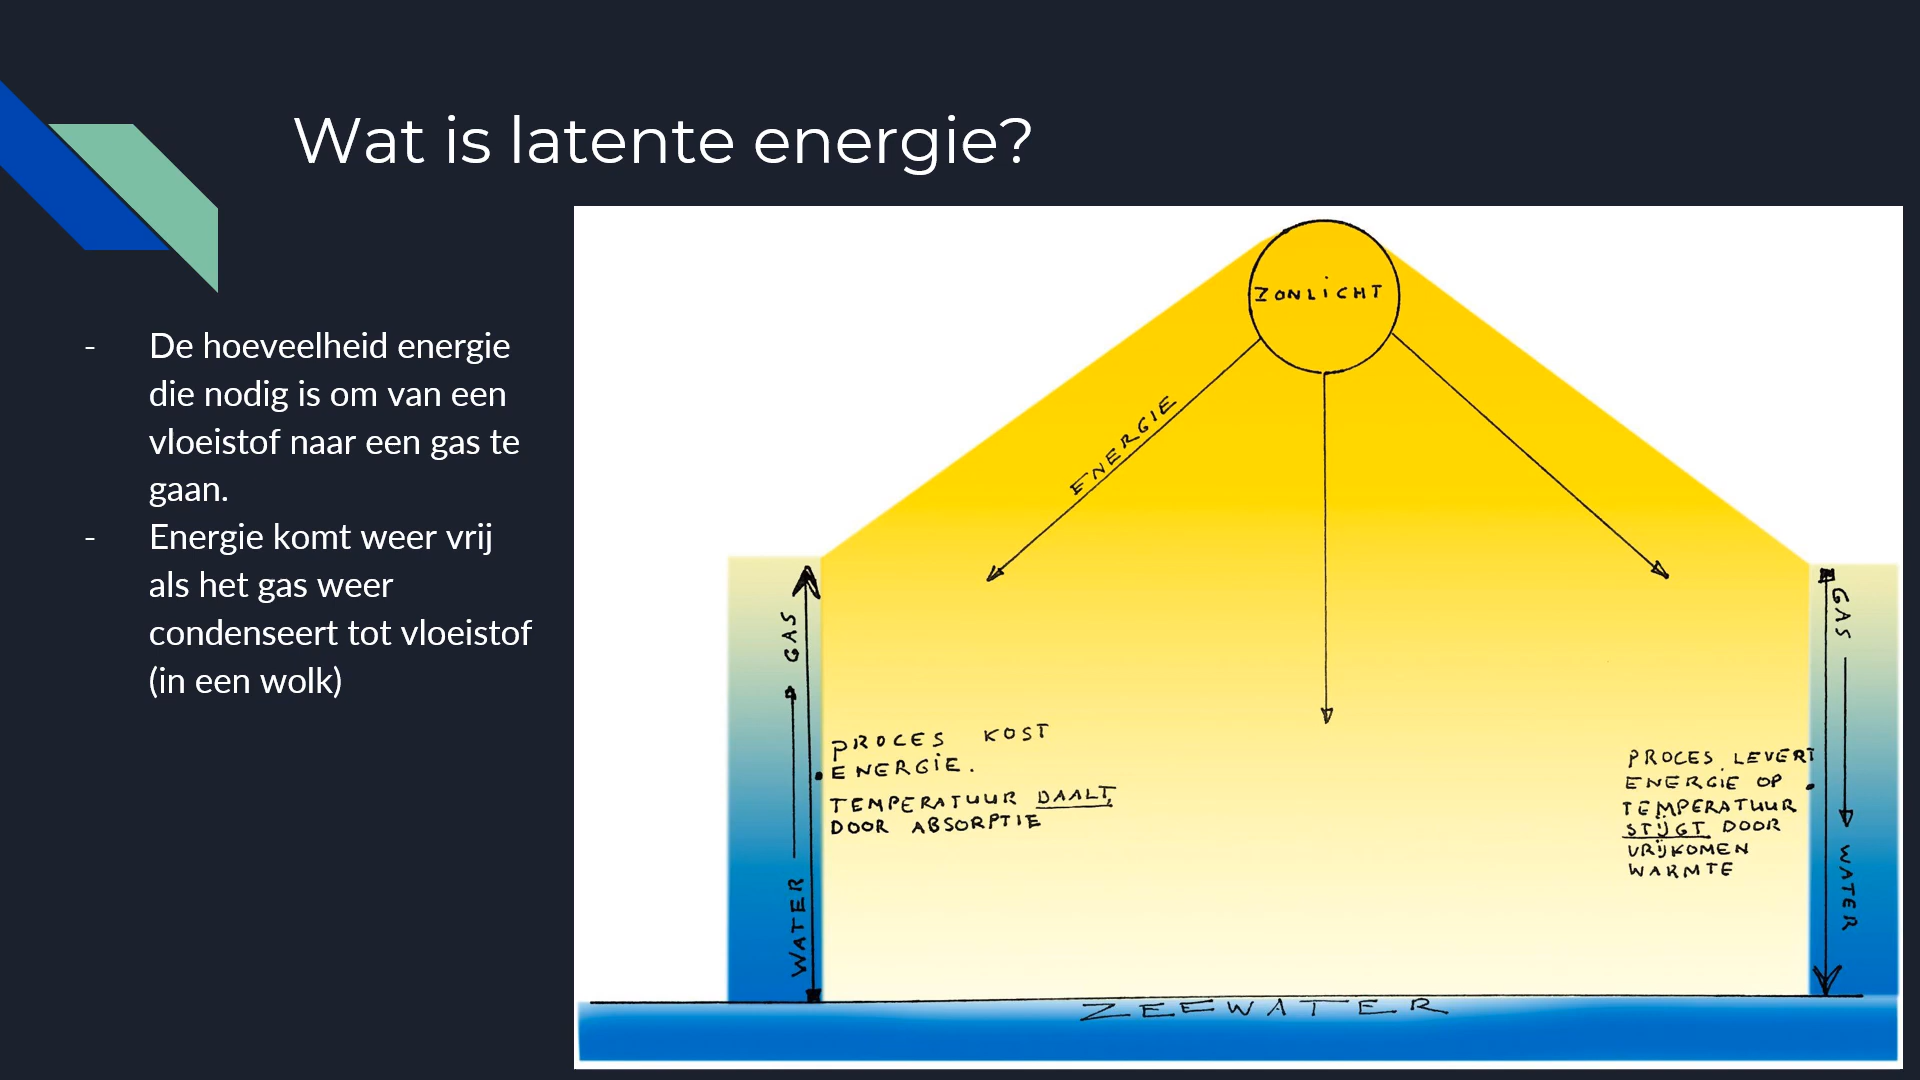 Wat is latente energie?
- De hoeveelheid energie
die nodig is om van een
vloeistof naar een gas te
gaan.
- Energie komt weer vrij
als het gas weer
condenseert tot vloeistof
(in een wolk)
ZONLICHT
ENERGIE
GAS
WATER
PROCES KOST
ENERGIE.
TEMPERATUUR DAALT
DOOR ABSORPTIE
PROCES LEVERT
ENERGIE OP
TEMPERATUUR
STIJGT DOOR
VRIJKOMEN
WARMTE
GAS
WATER
ZEEWATER